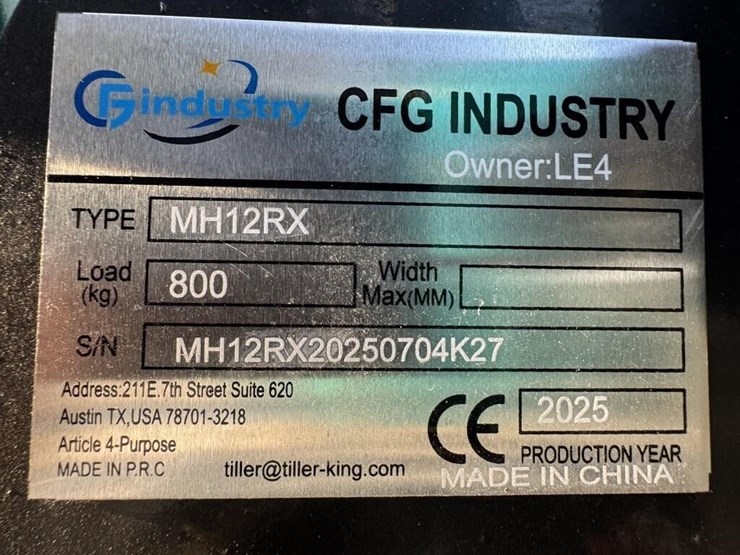 CFGindustry CFG INDUSTRY
Owner:LE4
TYPE MH12RX
Load (kg) 800 Width Max(MM)
S/N MH12RX20250704K27
Address:211E.7th Street Suite 620
Austin TX,USA 78701-3218
Article 4-Purpose
MADE IN P.R.C tiller@tiller-king.com
CE 2025
PRODUCTION YEAR
MADE IN CHINA